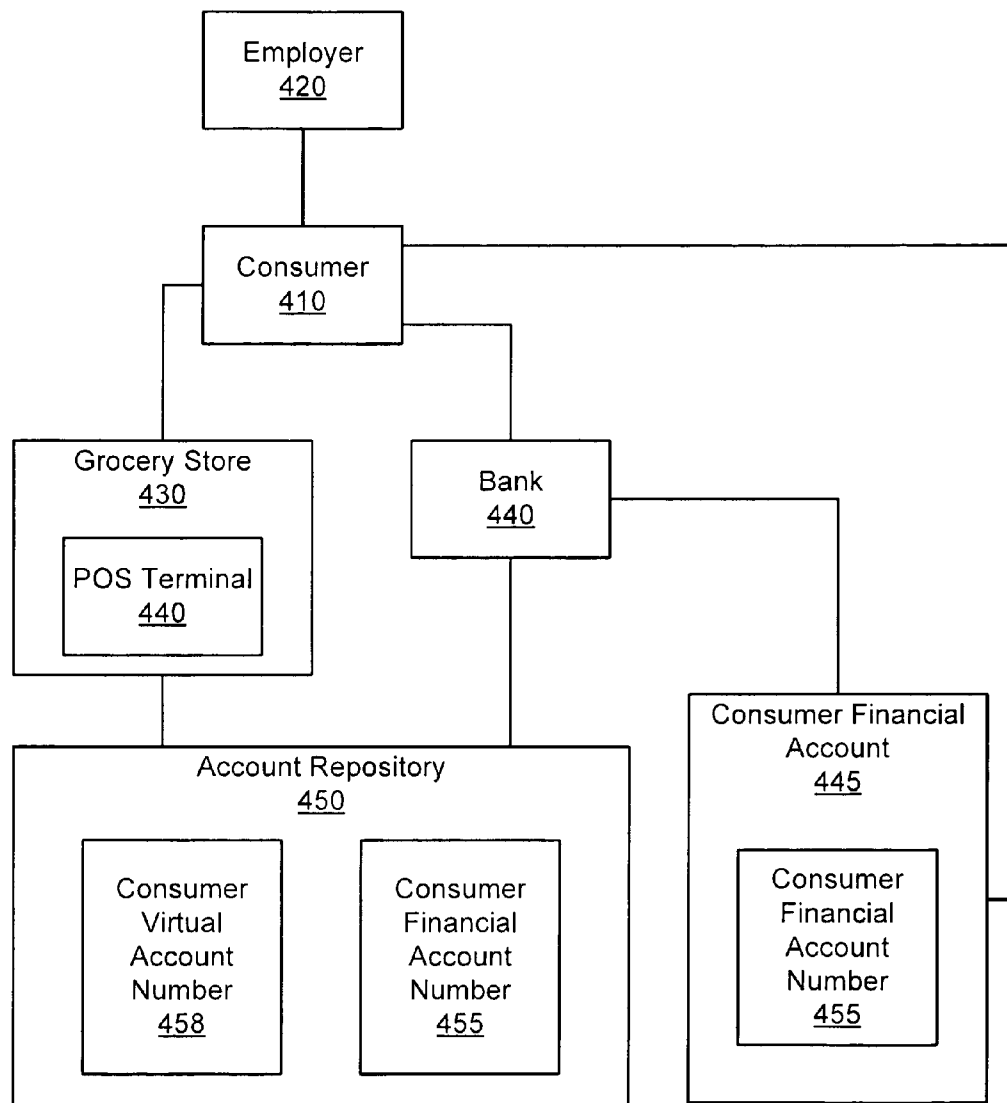 Employer
420
Consumer
410
Grocery Store
430
POS Terminal
440
Bank
440
Account Repository
450
Consumer
Virtual
Account
Number
458
Consumer
Financial
Account
Number
455
Consumer Financial
Account
445
Consumer
Financial
Account
Number
455